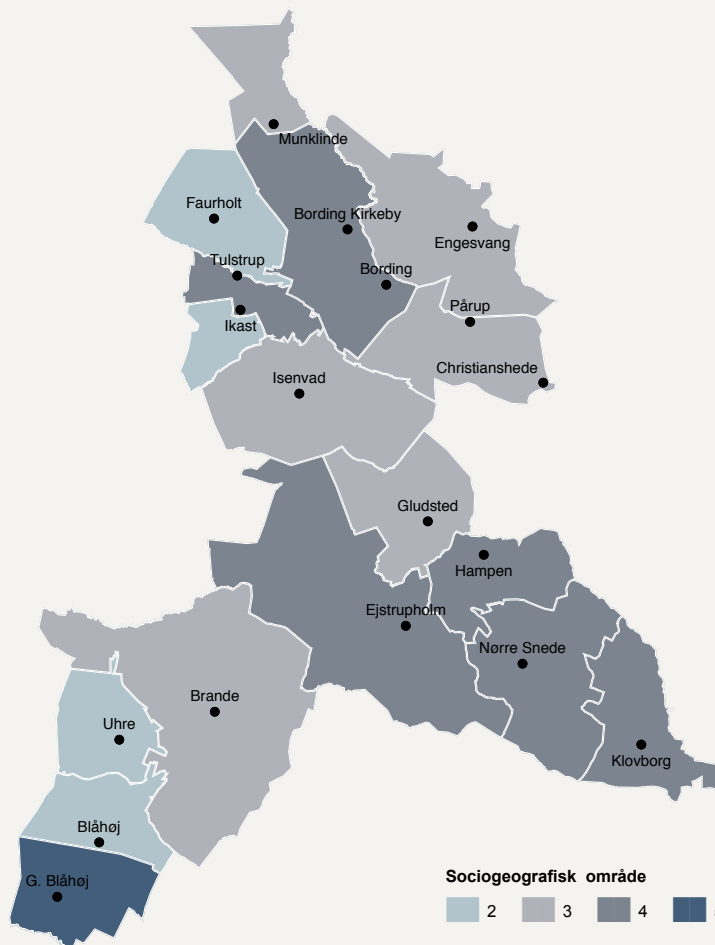 Munklinde
Faurholt
Bording Kirkeby
Engesvang
Tulstrup
Bording
Pårup
Ikast
Christianshede
Isenvad
Gludsted
Hampen
Ejstrupholm
Nørre Snede
Brande
Uhre
Klovborg
Blåhøj
G. Blåhøj
Sociogeografisk område
2 3 4